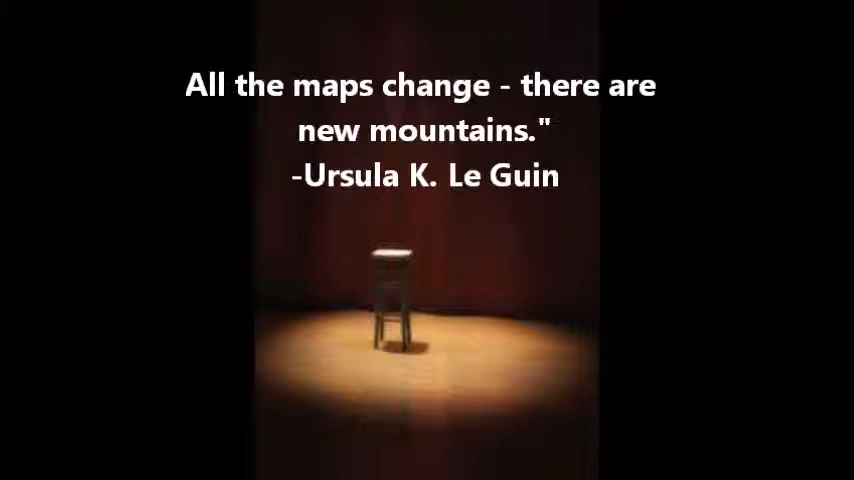 All the maps change - there are
new mountains."
-Ursula K. Le Guin